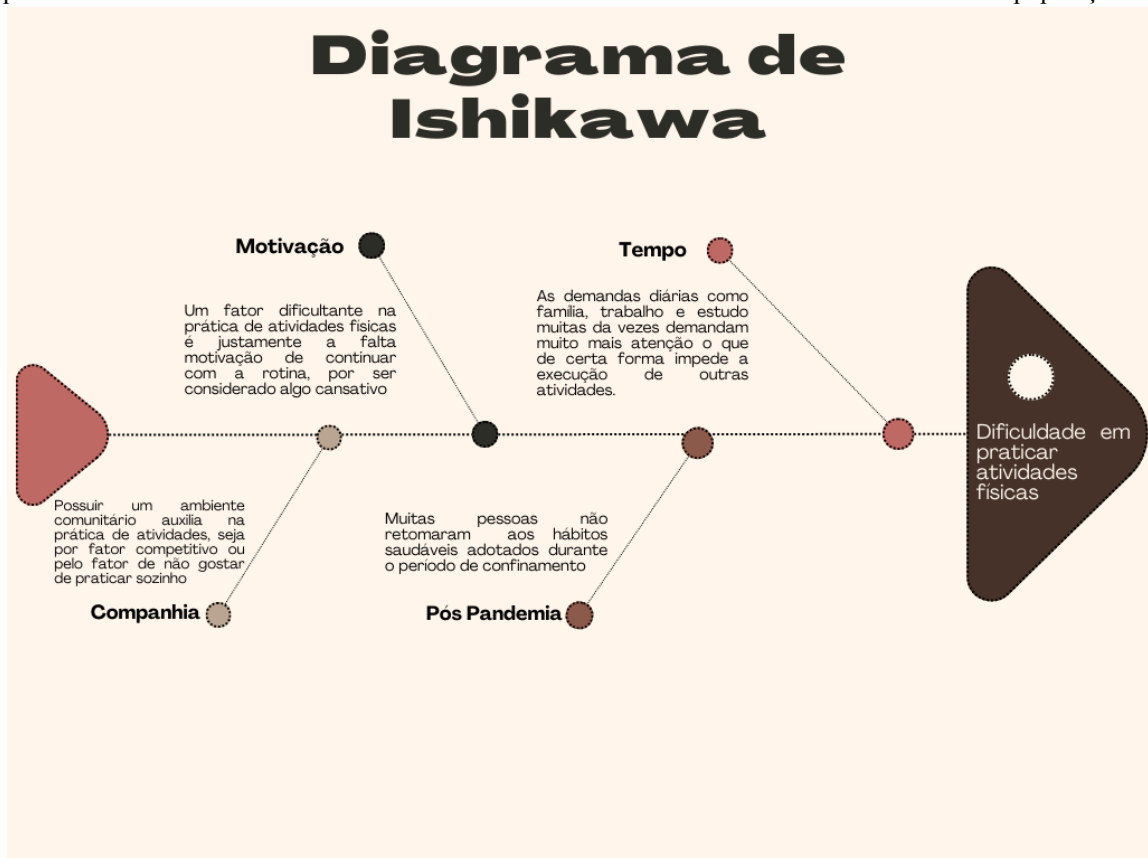 Diagrama de
Ishikawa
Motivação
Um fator dificultante na
prática de atividades físicas
é justamente a falta
motivação de continuar
com a rotina, por ser
considerado algo cansativo
Tempo
As demandas diárias como
família, trabalho e estudo
muitas da vezes demandam
muito mais atenção o que
de certa forma impede a
execução de outras
atividades.
Dificuldade em
praticar
atividades
físicas
Possuir um ambiente
comunitário auxilia na
prática de atividades, seja
por fator competitivo ou
pelo fator de não gostar
de praticar sozinho
Companhia
Muitas pessoas não
retomaram aos hábitos
saudáveis adotados durante
o período de confinamento
Pós Pandemia